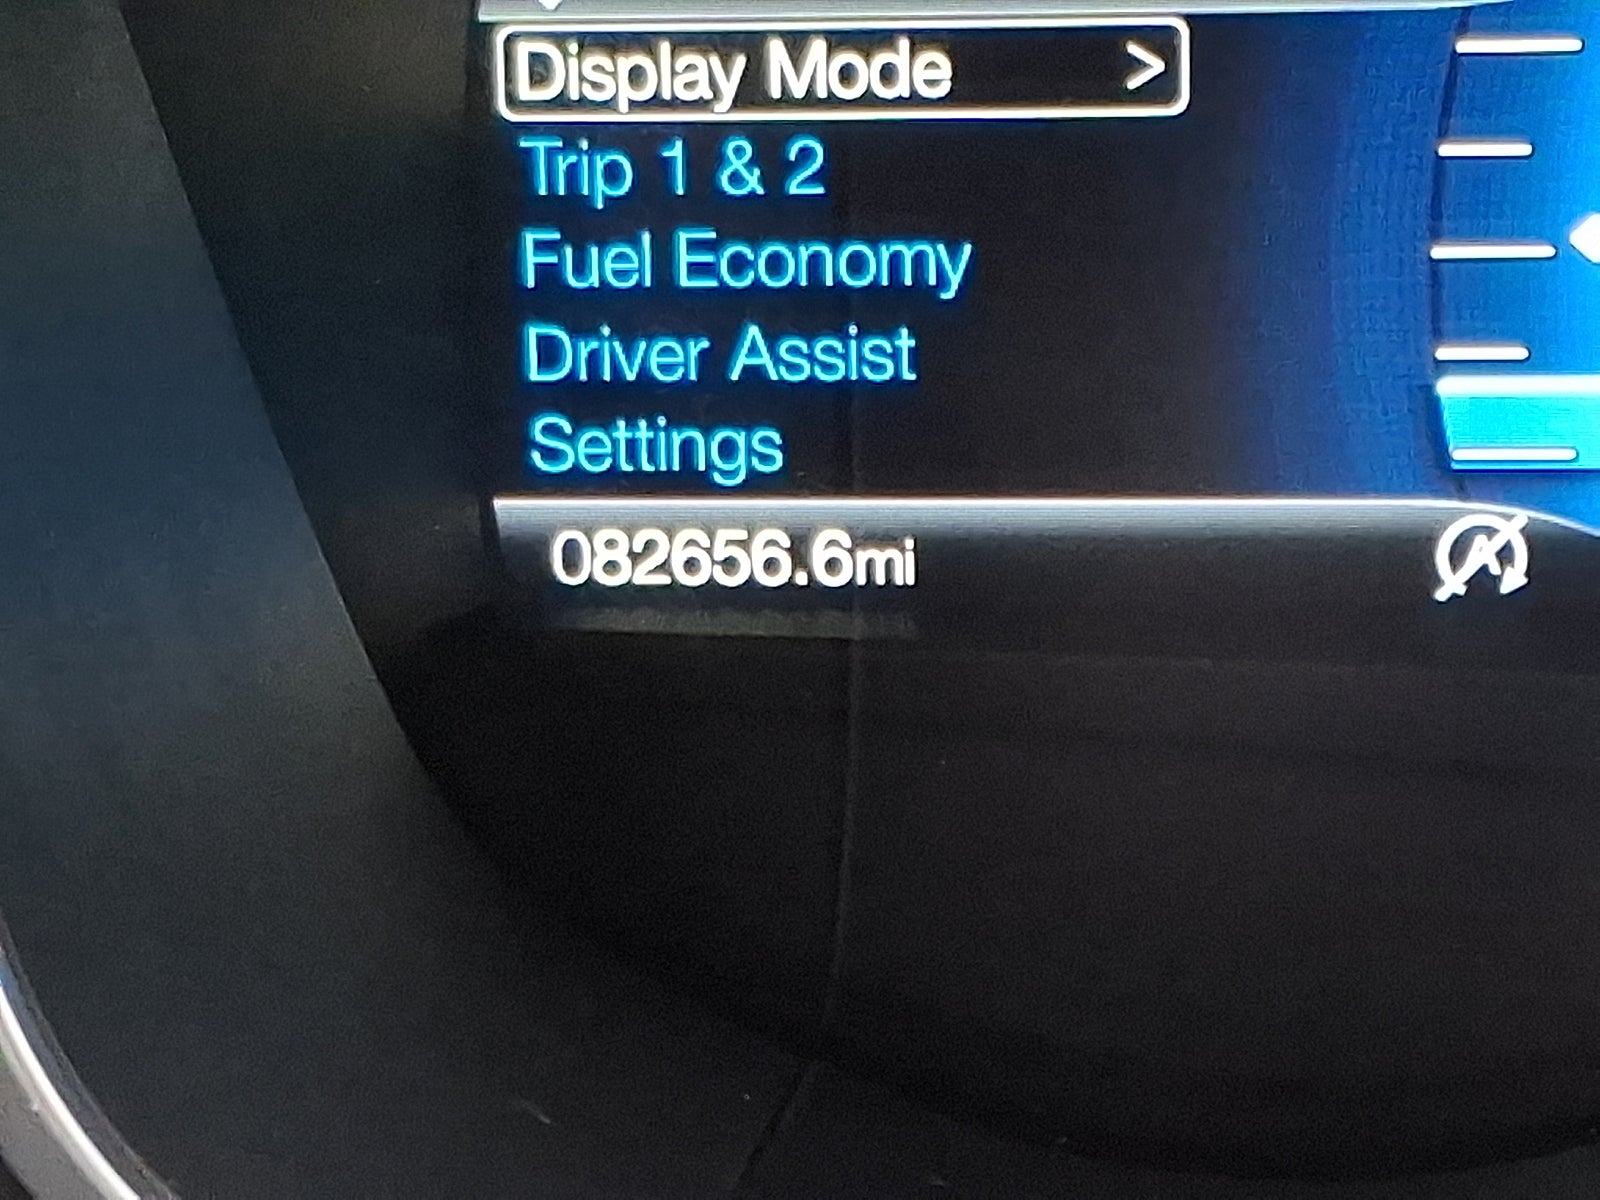 Display Mode >
Trip 1 & 2
Fuel Economy
Driver Assist
Settings
082656.6mi
A